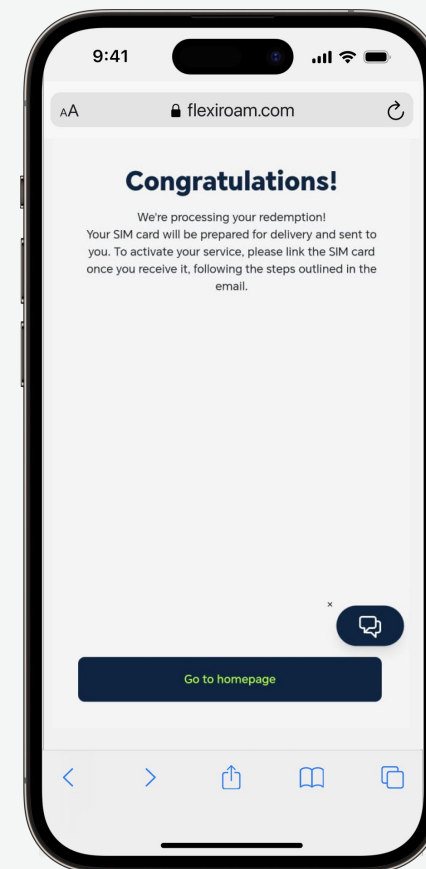 9:41
AA flexiroam.com
Congratulations!
We're processing your redemption!
Your SIM card will be prepared for delivery and sent to
you. To activate your service, please link the SIM card
once you receive it, following the steps outlined in the
email.
×
Go to homepage